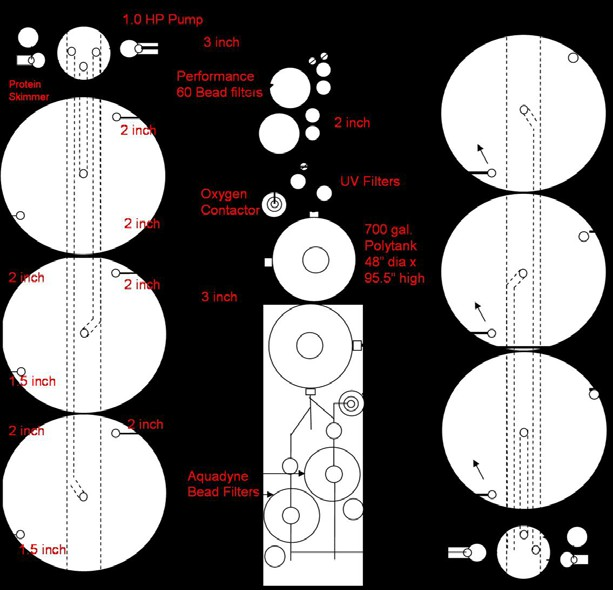 1.0 HP Pump
3 inch
Protein
Skimmer
Performance
60 Bead filters
2 inch
2 inch
2 inch
Oxygen
Contactor
UV Filters
700 gal.
Polytank
48" dia x
95.5" high
2 inch
2 inch
3 inch
1.5 inch
2 inch
2 inch
Aquadyne
Bead Filters
1.5 inch